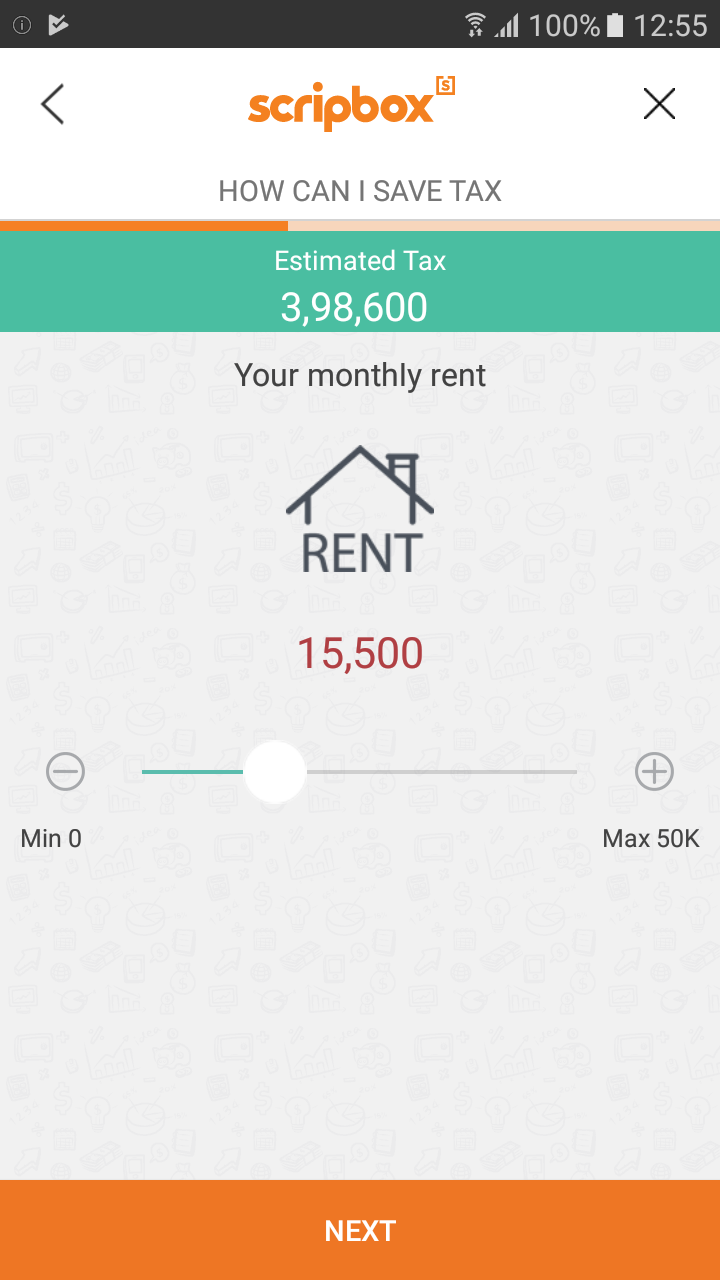 100% 12:55
scripbox [s]
HOW CAN I SAVE TAX
Estimated Tax
3,98,600
Your monthly rent
RENT
15,500
Min 0
Max 50K
NEXT